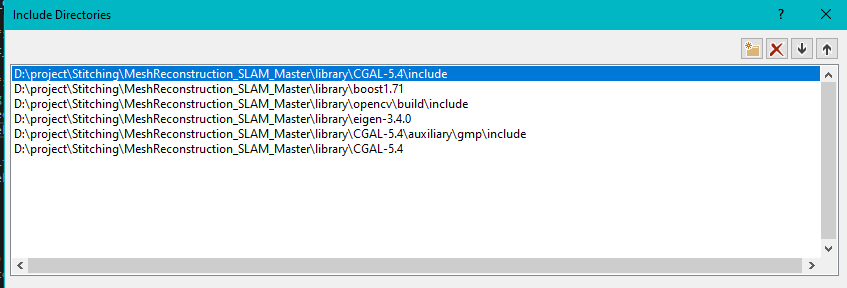 Include Directories
D:\project\Stitching\MeshReconstruction_SLAM_Master\library\CGAL-5.4\include
D:\project\Stitching\MeshReconstruction_SLAM_Master\library\boost1.71
D:\project\Stitching\MeshReconstruction_SLAM_Master\library\opencv\build\include
D:\project\Stitching\MeshReconstruction_SLAM_Master\library\eigen-3.4.0
D:\project\Stitching\MeshReconstruction_SLAM_Master\library\CGAL-5.4\auxiliary\gmp\include
D:\project\Stitching\MeshReconstruction_SLAM_Master\library\CGAL-5.4